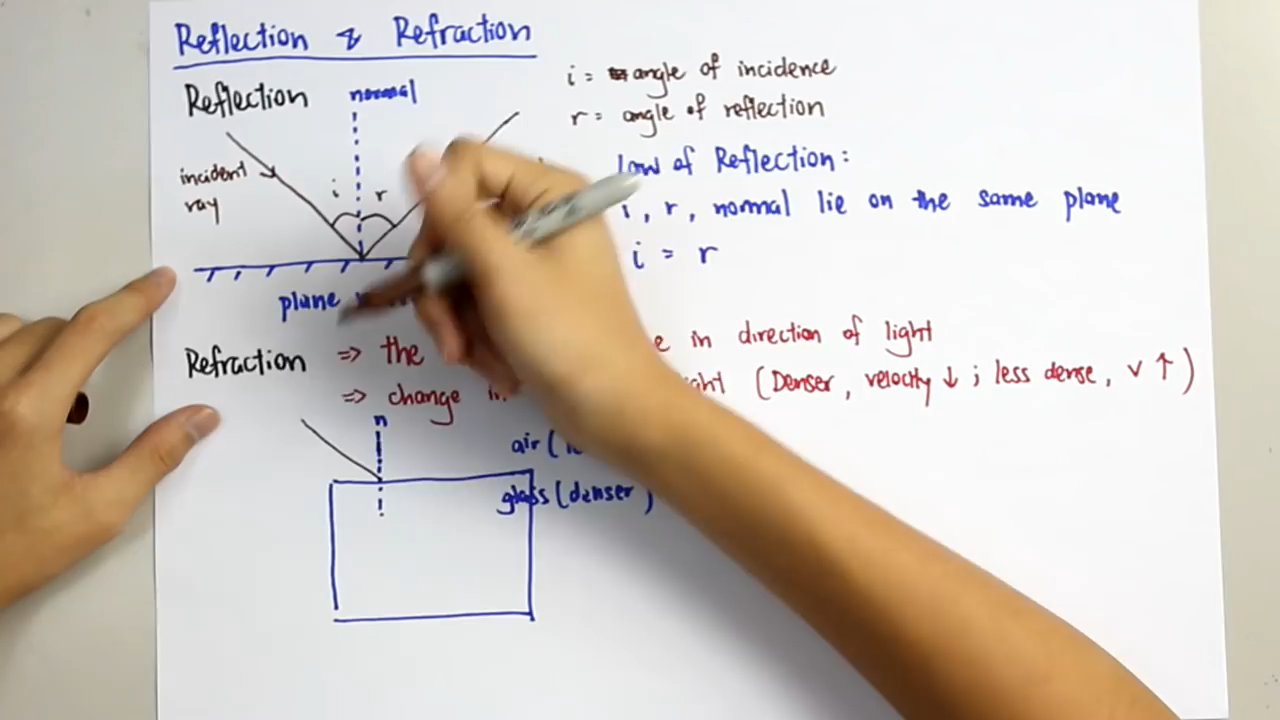 Reflection & Refraction
Reflection
normal
i = angle of incidence
r = angle of reflection
incident
ray
i
r
Law of Reflection:
i, r, normal lie on the same plane
i = r
plane
Refraction
=> the in direction of light
=> change (Denser, velocity ↓ ; less dense, v ↑)
n
air (
glass (denser)